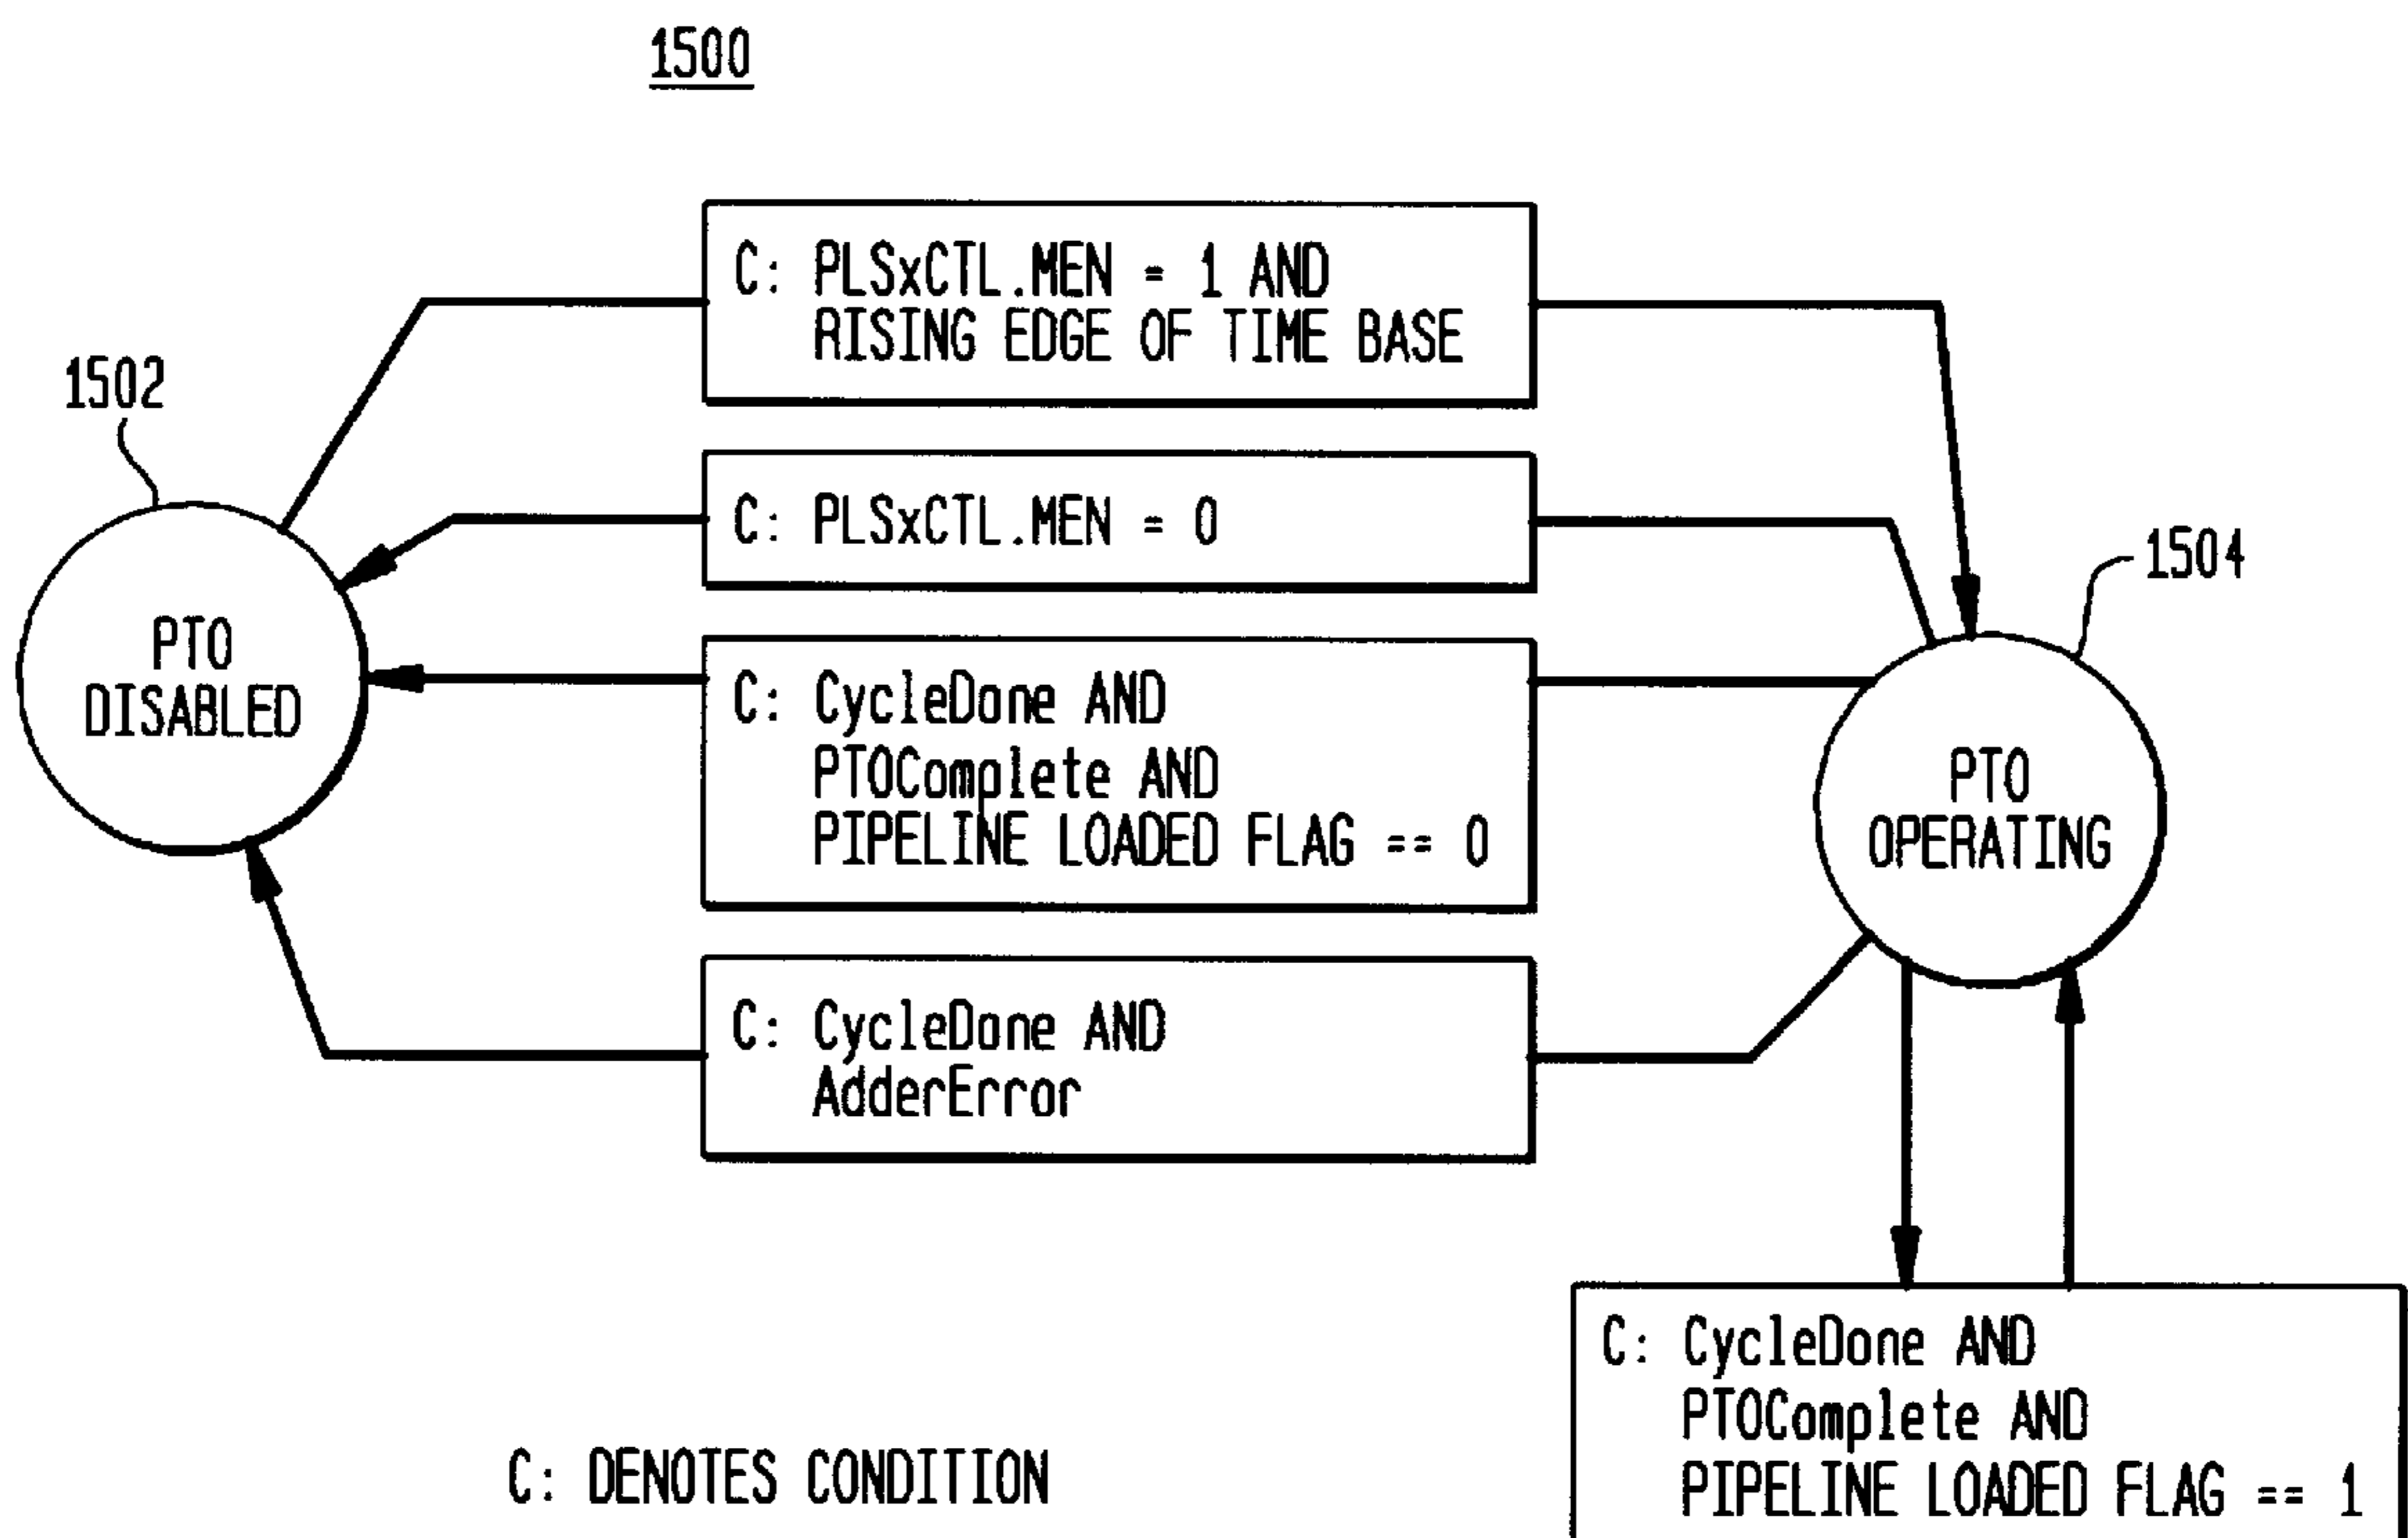 1500
C: PLSxCTL.MEN = 1 AND
RISING EDGE OF TIME BASE
1502
C: PLSxCTL.MEN = 0
1504
PTO
DISABLED
C: CycleDone AND
PTOComplete AND
PIPELINE LOADED FLAG == 0
PTO
OPERATING
C: CycleDone AND
AdderError
C: CycleDone AND
PTOComplete AND
PIPELINE LOADED FLAG == 1
C: DENOTES CONDITION